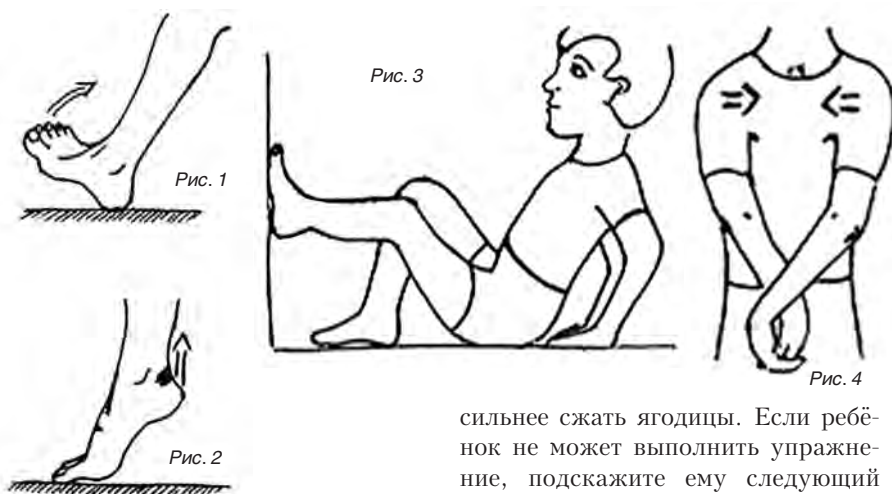 Рис. 1
Рис. 3
Рис. 4
Рис. 2
сильнее сжать ягодицы. Если ребё-
нок не может выполнить упражне-
ние, подскажите ему следующий